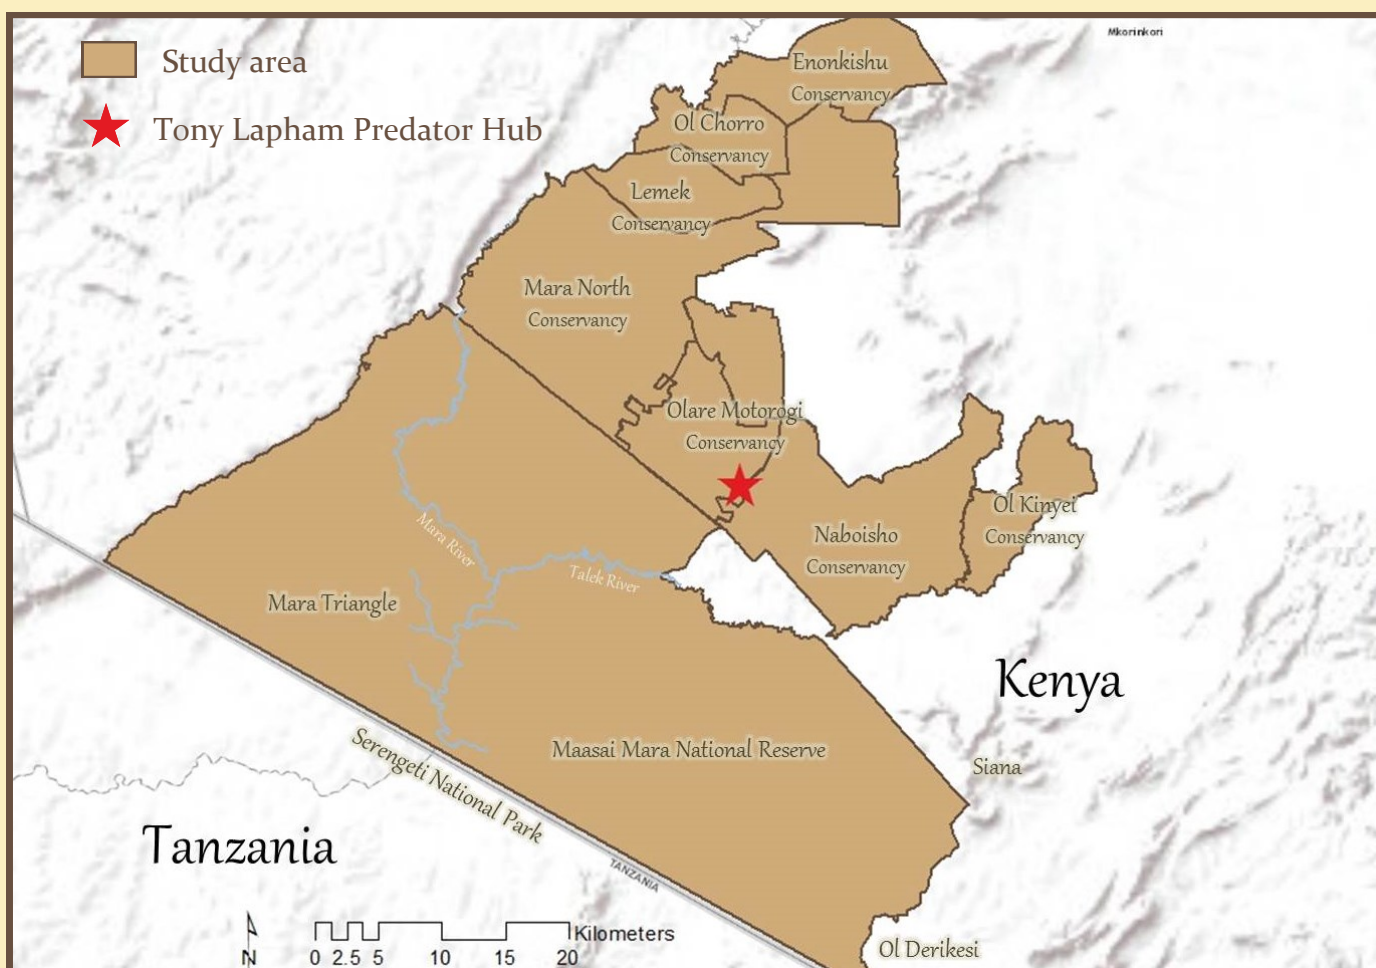 Study area
Tony Lapham Predator Hub
Mkorinkori
Enonkishu
Conservancy
Ol Chorro
Conservancy
Lemek
Conservancy
Mara North
Conservancy
Olare Motorogi
Conservancy
Naboisho
Conservancy
Ol Kinyei
Conservancy
Mara River
Talek River
Mara Triangle
Maasai Mara National Reserve
Kenya
Siana
Serengeti National Park
Tanzania
TANZANIA
Ol Derikesi
N
Kilometers
0 2.5 5 10 15 20